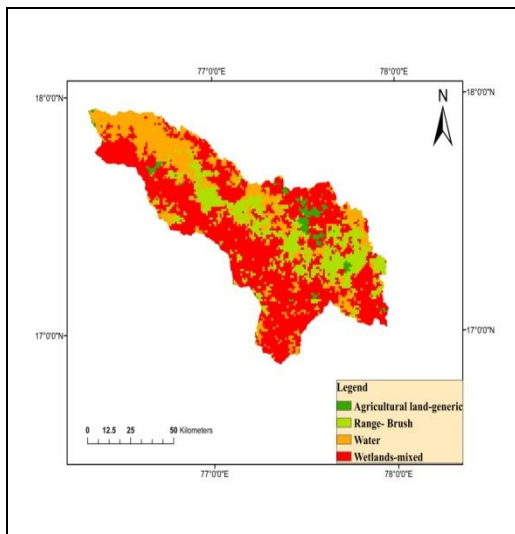 77°0'0"E 78°0'0"E
18°0'0"N 18°0'0"N
N
17°0'0"N 17°0'0"N
Legend
Agricultural land-generic
Range- Brush
Water
Wetlands-mixed
0 12.5 25 50 Kilometers
77°0'0"E 78°0'0"E